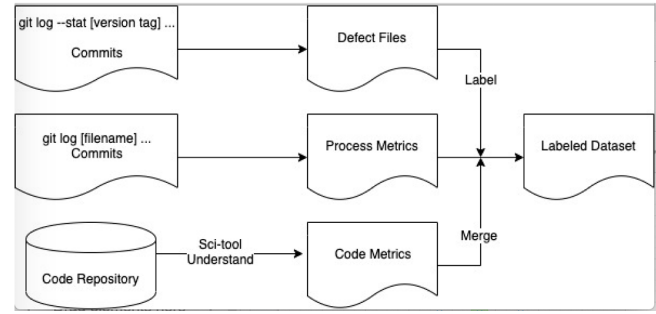 git log --stat [version tag] ...
Commits
Defect Files
Label
git log [filename] ...
Commits
Process Metrics
Labeled Dataset
Sci-tool
Understand
Code Metrics
Merge
Code Repository